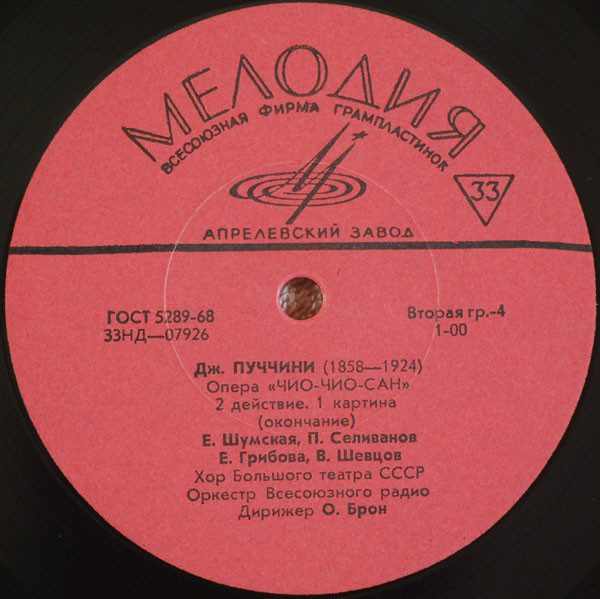 МЕЛОДИЯ
ВСЕСОЮЗНАЯ ФИРМА ГРАМПЛАСТИНОК
33
АПРЕЛЕВСКИЙ ЗАВОД
ГОСТ 5289-68
33НД—07926
Вторая гр.-4
1-00
Дж. ПУЧЧИНИ (1858—1924)
Опера «ЧИО-ЧИО-САН»
2 действие. 1 картина
(окончание)
Е. Шумская, П. Селиванов
Е. Грибова, В. Шевцов
Хор Большого театра СССР
Оркестр Всесоюзного радио
Дирижер О. Брон